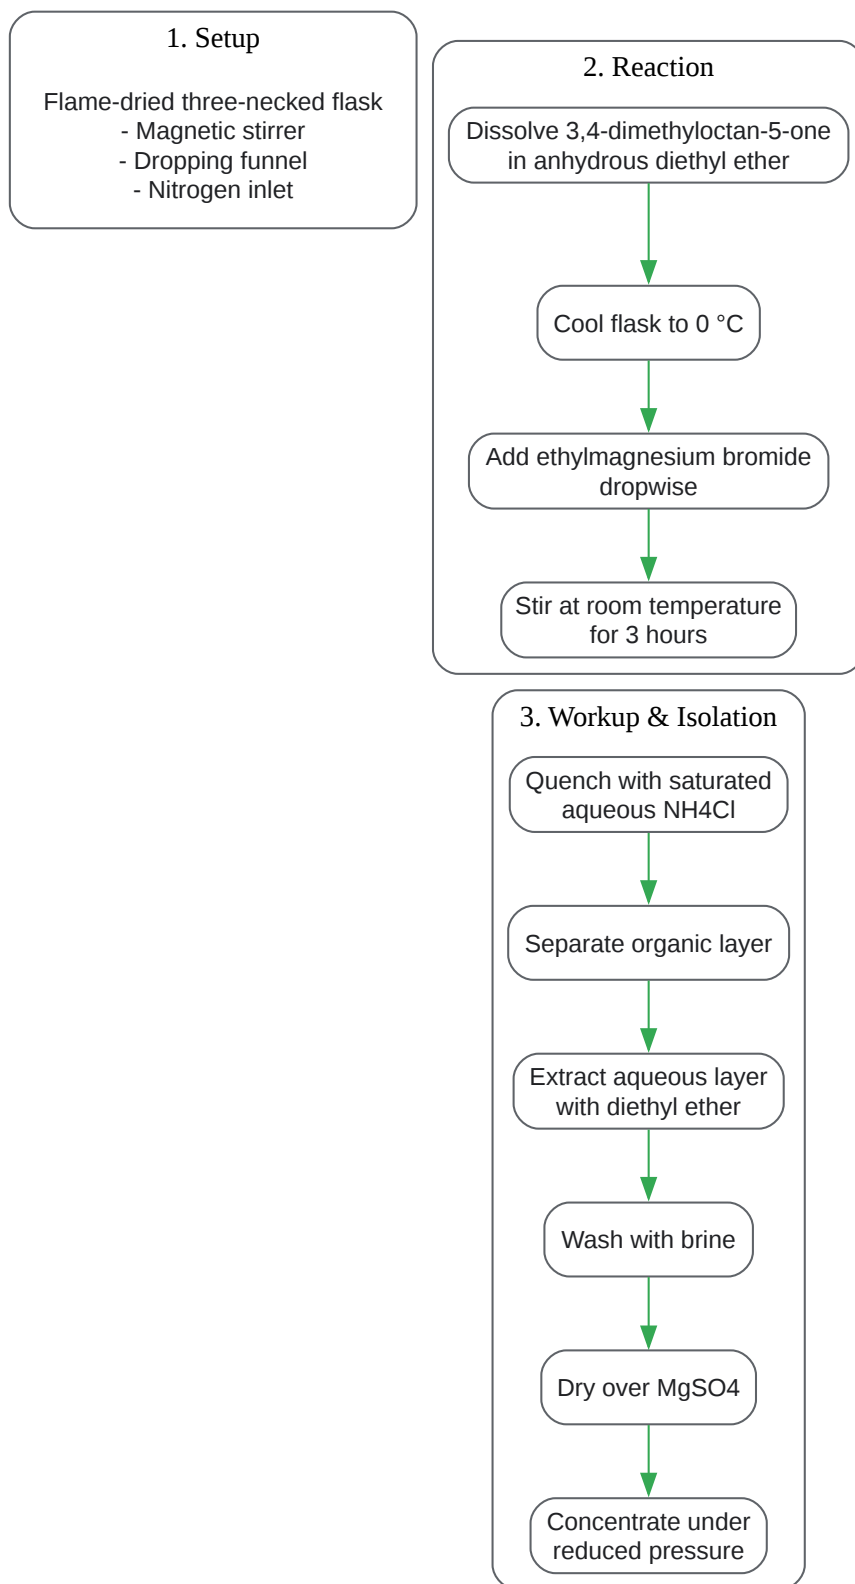 1. Setup
Flame-dried three-necked flask
- Magnetic stirrer
- Dropping funnel
- Nitrogen inlet
2. Reaction
Dissolve 3,4-dimethyloctan-5-one
in anhydrous diethyl ether
Cool flask to 0 °C
Add ethylmagnesium bromide
dropwise
Stir at room temperature
for 3 hours
3. Workup & Isolation
Quench with saturated
aqueous NH4Cl
Separate organic layer
Extract aqueous layer
with diethyl ether
Wash with brine
Dry over MgSO4
Concentrate under
reduced pressure